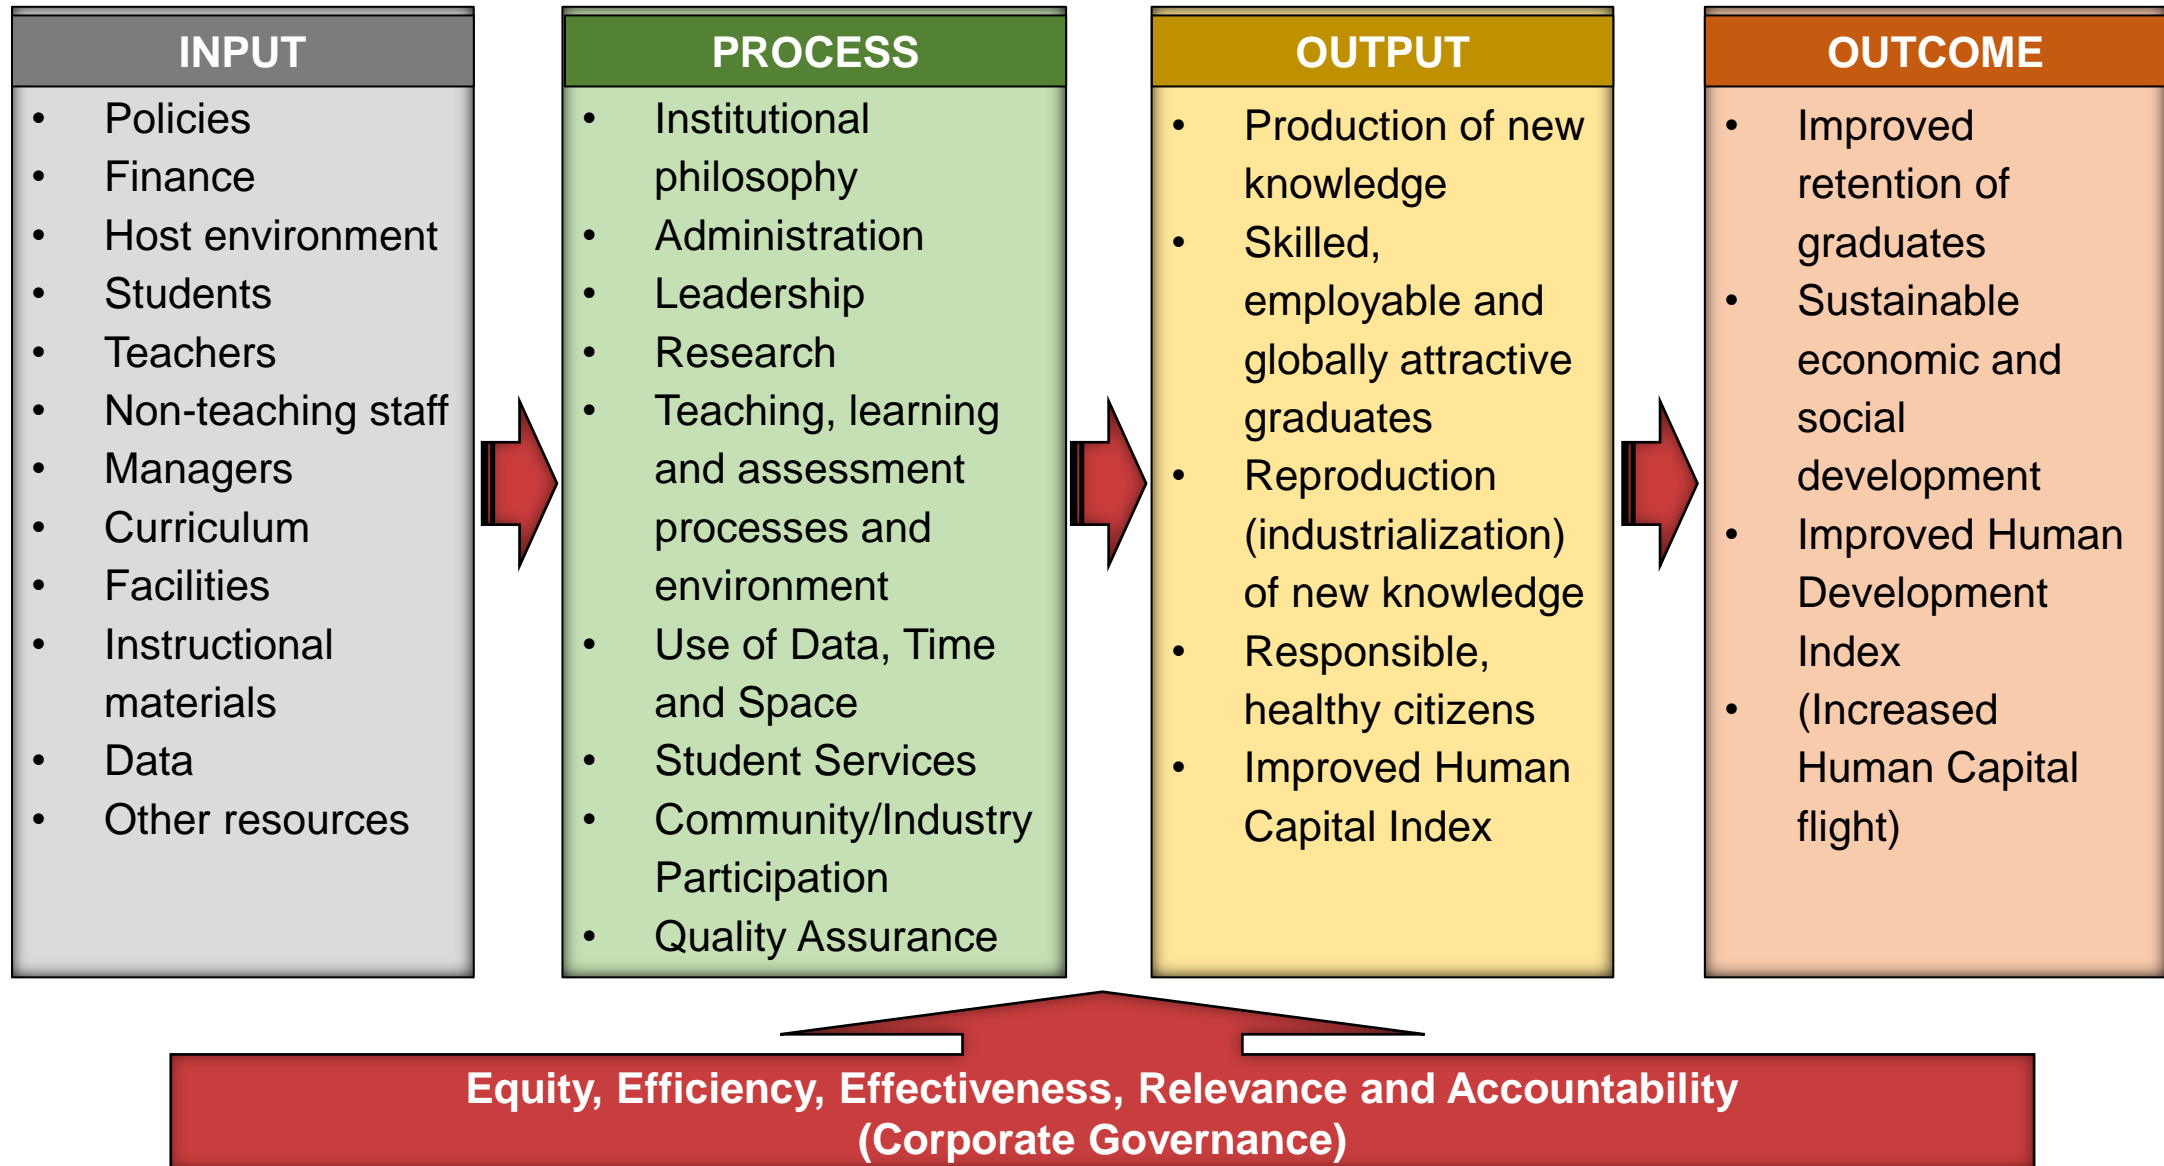 INPUT
• Policies
• Finance
• Host environment
• Students
• Teachers
• Non-teaching staff
• Managers
• Curriculum
• Facilities
• Instructional
materials
• Data
• Other resources
PROCESS
• Institutional
philosophy
• Administration
• Leadership
• Research
• Teaching, learning
and assessment
processes and
environment
• Use of Data, Time
and Space
• Student Services
• Community/Industry
Participation
• Quality Assurance
OUTPUT
• Production of new
knowledge
• Skilled,
employable and
globally attractive
graduates
• Reproduction
(industrialization)
of new knowledge
• Responsible,
healthy citizens
• Improved Human
Capital Index
OUTCOME
• Improved
retention of
graduates
• Sustainable
economic and
social
development
• Improved Human
Development
Index
• (Increased
Human Capital
flight)
Equity, Efficiency, Effectiveness, Relevance and Accountability
(Corporate Governance)